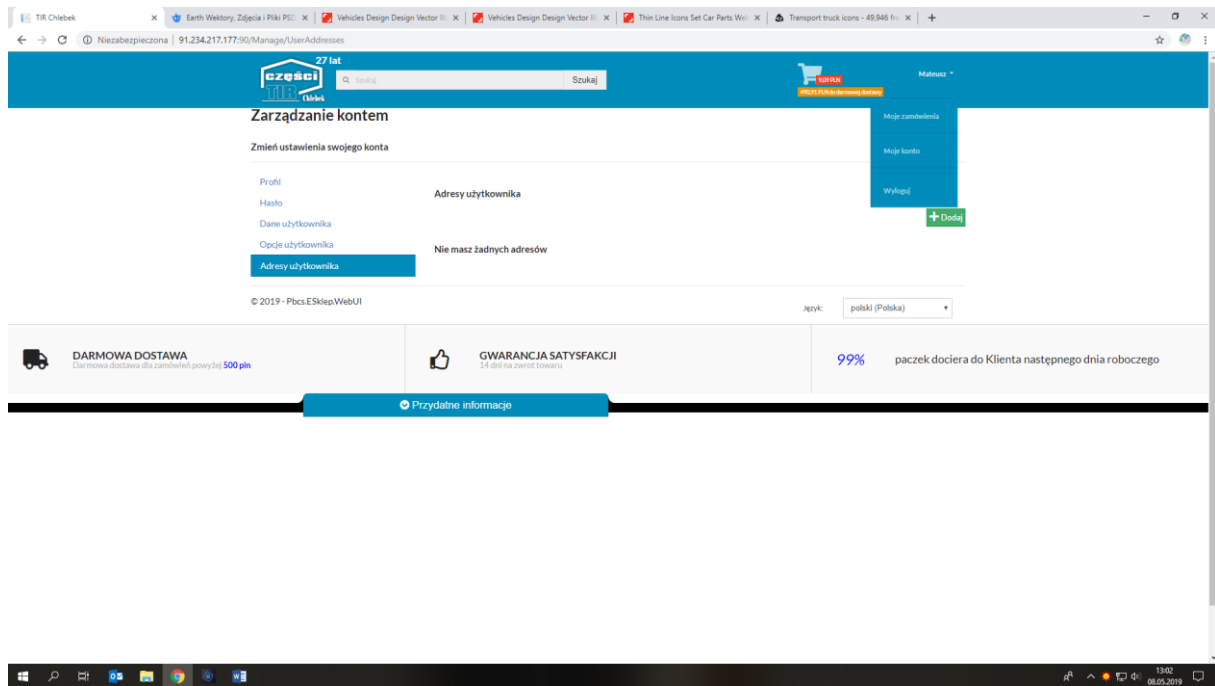 TIR Chlebek
Earth Wektory, Zdjęcia i Pliki PSD
Vehicles Design Design Vector Ill
Vehicles Design Design Vector Ill
Thin Line Icons Set Car Parts Wek
Transport truck icons - 49,946 fre
Niezabezpieczona | 91.234.217.177:90/Manage/UserAddresses
27 lat
części
TIR
Chlebek
Szukaj
Szukaj
9,09 PLN
490,91 PLN do darmowej dostawy
Mateusz
Moje zamówienia
Moje konto
Wyloguj
Zarządzanie kontem
Zmień ustawienia swojego konta
Profil
Hasło
Dane użytkownika
Opcje użytkownika
Adresy użytkownika
Adresy użytkownika
Dodaj
Nie masz żadnych adresów
© 2019 - Pbcs.ESklep.WebUI
Język:
polski (Polska)
DARMOWA DOSTAWA
Darmowa dostawa dla zamówień powyżej 500 pln
GWARANCJA SATYSFAKCJI
14 dni na zwrot towaru
99%
paczek dociera do Klienta następnego dnia roboczego
Przydatne informacje
13:02
08.05.2019